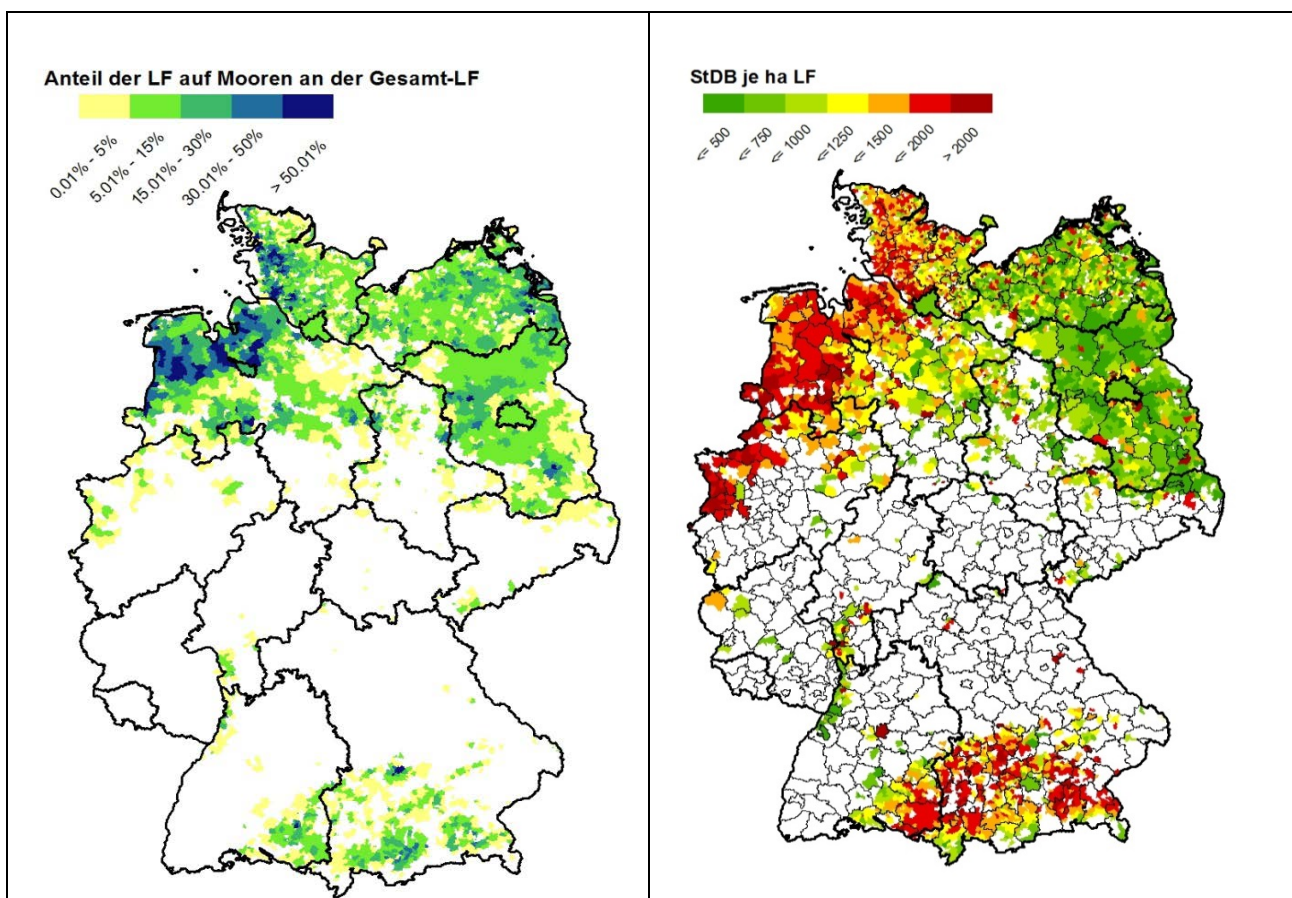 Anteil der LF auf Mooren an der Gesamt-LF
0.01% - 5%
5.01% - 15%
15.01% - 30%
30.01% - 50%
> 50.01%
StDB je ha LF
<= 500
<= 750
<= 1000
<=1250
<= 1500
<= 2000
> 2000